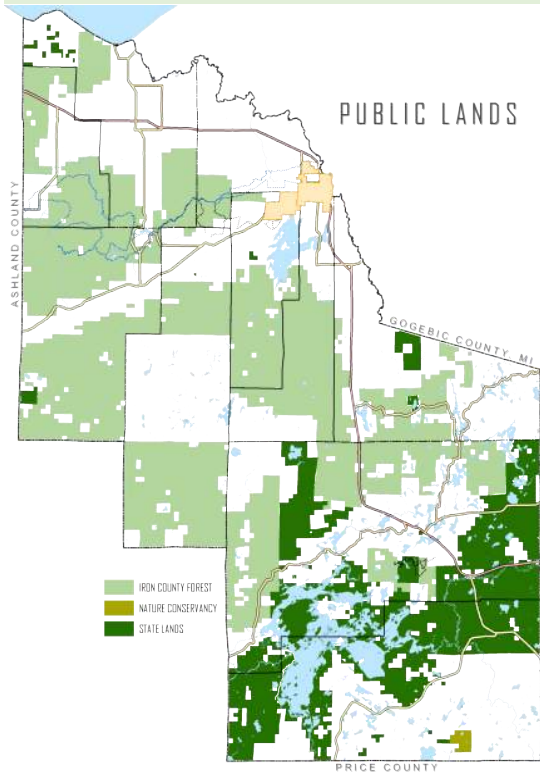 PUBLIC LANDS
ASHLAND COUNTY
GOGEBIC COUNTY, MI
IRON COUNTY FOREST
NATURE CONSERVANCY
STATE LANDS
PRICE COUNTY